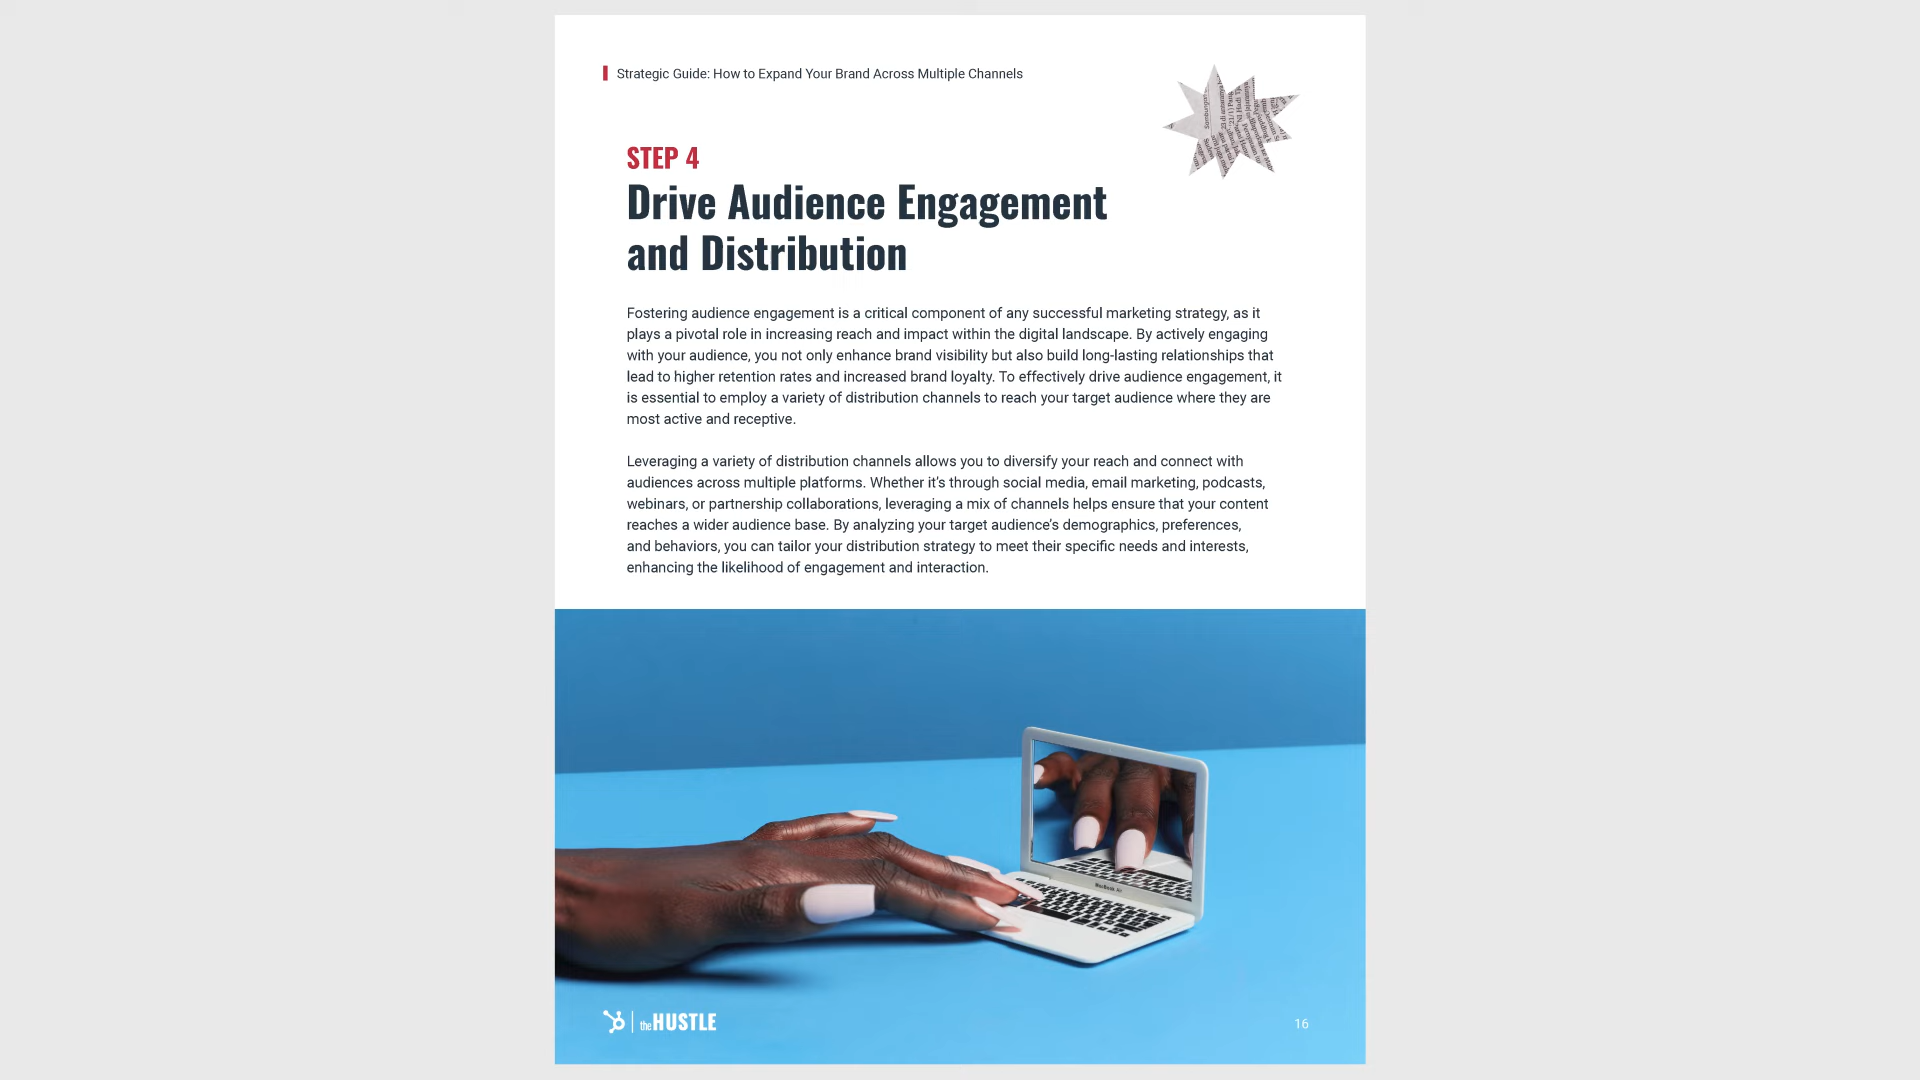 Strategic Guide: How to Expand Your Brand Across Multiple Channels
STEP 4
Drive Audience Engagement
and Distribution
Fostering audience engagement is a critical component of any successful marketing strategy, as it
plays a pivotal role in increasing reach and impact within the digital landscape. By actively engaging
with your audience, you not only enhance brand visibility but also build long-lasting relationships that
lead to higher retention rates and increased brand loyalty. To effectively drive audience engagement, it
is essential to employ a variety of distribution channels to reach your target audience where they are
most active and receptive.
Leveraging a variety of distribution channels allows you to diversify your reach and connect with
audiences across multiple platforms. Whether it’s through social media, email marketing, podcasts,
webinars, or partnership collaborations, leveraging a mix of channels helps ensure that your content
reaches a wider audience base. By analyzing your target audience’s demographics, preferences,
and behaviors, you can tailor your distribution strategy to meet their specific needs and interests,
enhancing the likelihood of engagement and interaction.
MacBook Air
the HUSTLE
16